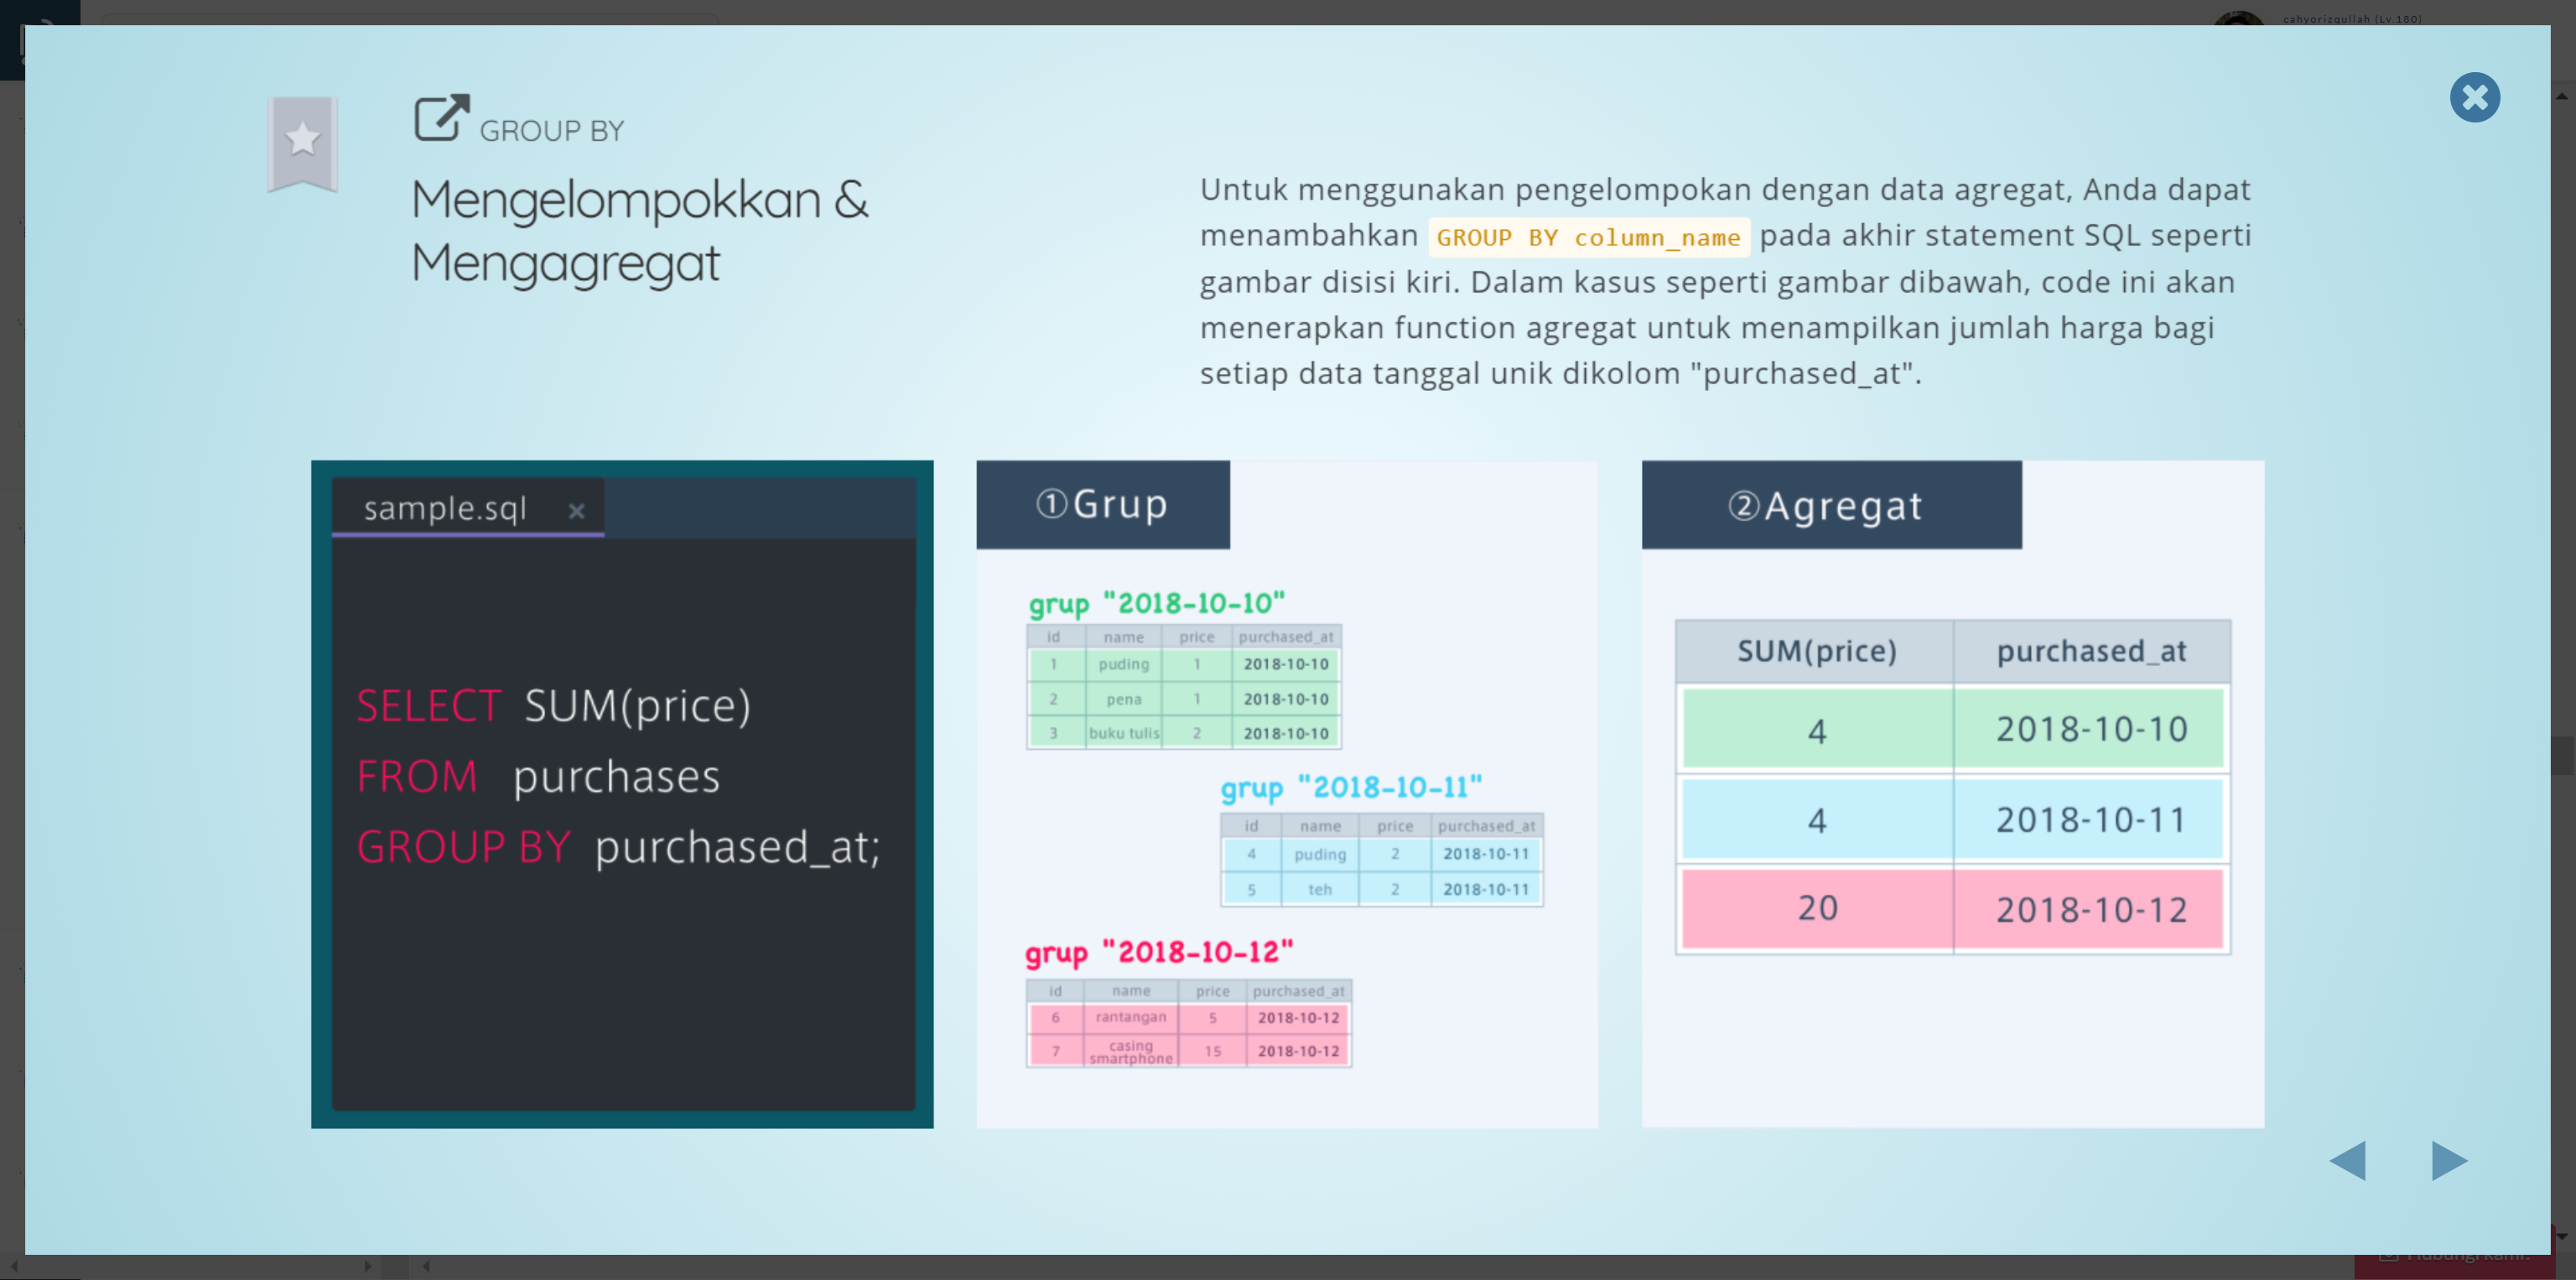 cahyorizqullah (Lv.180)
GROUP BY
Mengelompokkan &
Mengagregat
Untuk menggunakan pengelompokan dengan data agregat, Anda dapat
menambahkan GROUP BY column_name pada akhir statement SQL seperti
gambar disisi kiri. Dalam kasus seperti gambar dibawah, code ini akan
menerapkan function agregat untuk menampilkan jumlah harga bagi
setiap data tanggal unik dikolom "purchased_at".
sample.sql
SELECT SUM(price)
FROM purchases
GROUP BY purchased_at;
①Grup
grup "2018-10-10"
id name price purchased_at
1 puding 1 2018-10-10
2 pena 1 2018-10-10
3 buku tulis 2 2018-10-10
grup "2018-10-11"
id name price purchased_at
4 puding 2 2018-10-11
5 teh 2 2018-10-11
grup "2018-10-12"
id name price purchased_at
6 rantangan 5 2018-10-12
7 casing smartphone 15 2018-10-12
②Agregat
SUM(price) purchased_at
4 2018-10-10
4 2018-10-11
20 2018-10-12